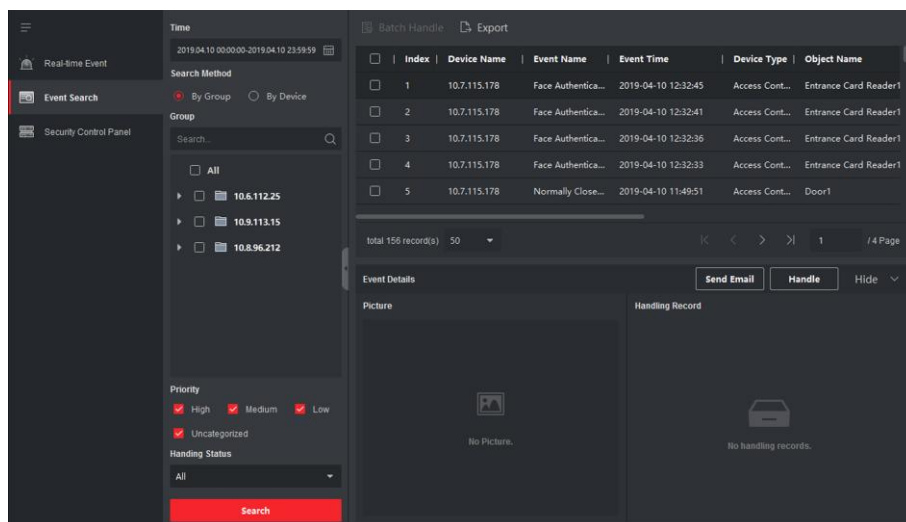 Real-time Event
Event Search
Security Control Panel
Time
2019.04.10 00:00:00-2019.04.10 23:59:59
Search Method
By Group By Device
Group
Search...
All
10.6.112.25
10.9.113.15
10.8.96.212
Priority
High Medium Low
Uncategorized
Handing Status
All
Search
Batch Handle Export
| Index | Device Name | Event Name | Event Time | Device Type | Object Name
1 10.7.115.178 Face Authentica... 2019-04-10 12:32:45 Access Cont... Entrance Card Reader1
2 10.7.115.178 Face Authentica... 2019-04-10 12:32:41 Access Cont... Entrance Card Reader1
3 10.7.115.178 Face Authentica... 2019-04-10 12:32:36 Access Cont... Entrance Card Reader1
4 10.7.115.178 Face Authentica... 2019-04-10 12:32:33 Access Cont... Entrance Card Reader1
5 10.7.115.178 Normally Close... 2019-04-10 11:49:51 Access Cont... Door1
total 156 record(s) 50 1 / 4 Page
Event Details Send Email Handle Hide
Picture Handling Record
No Picture.
No handling records.